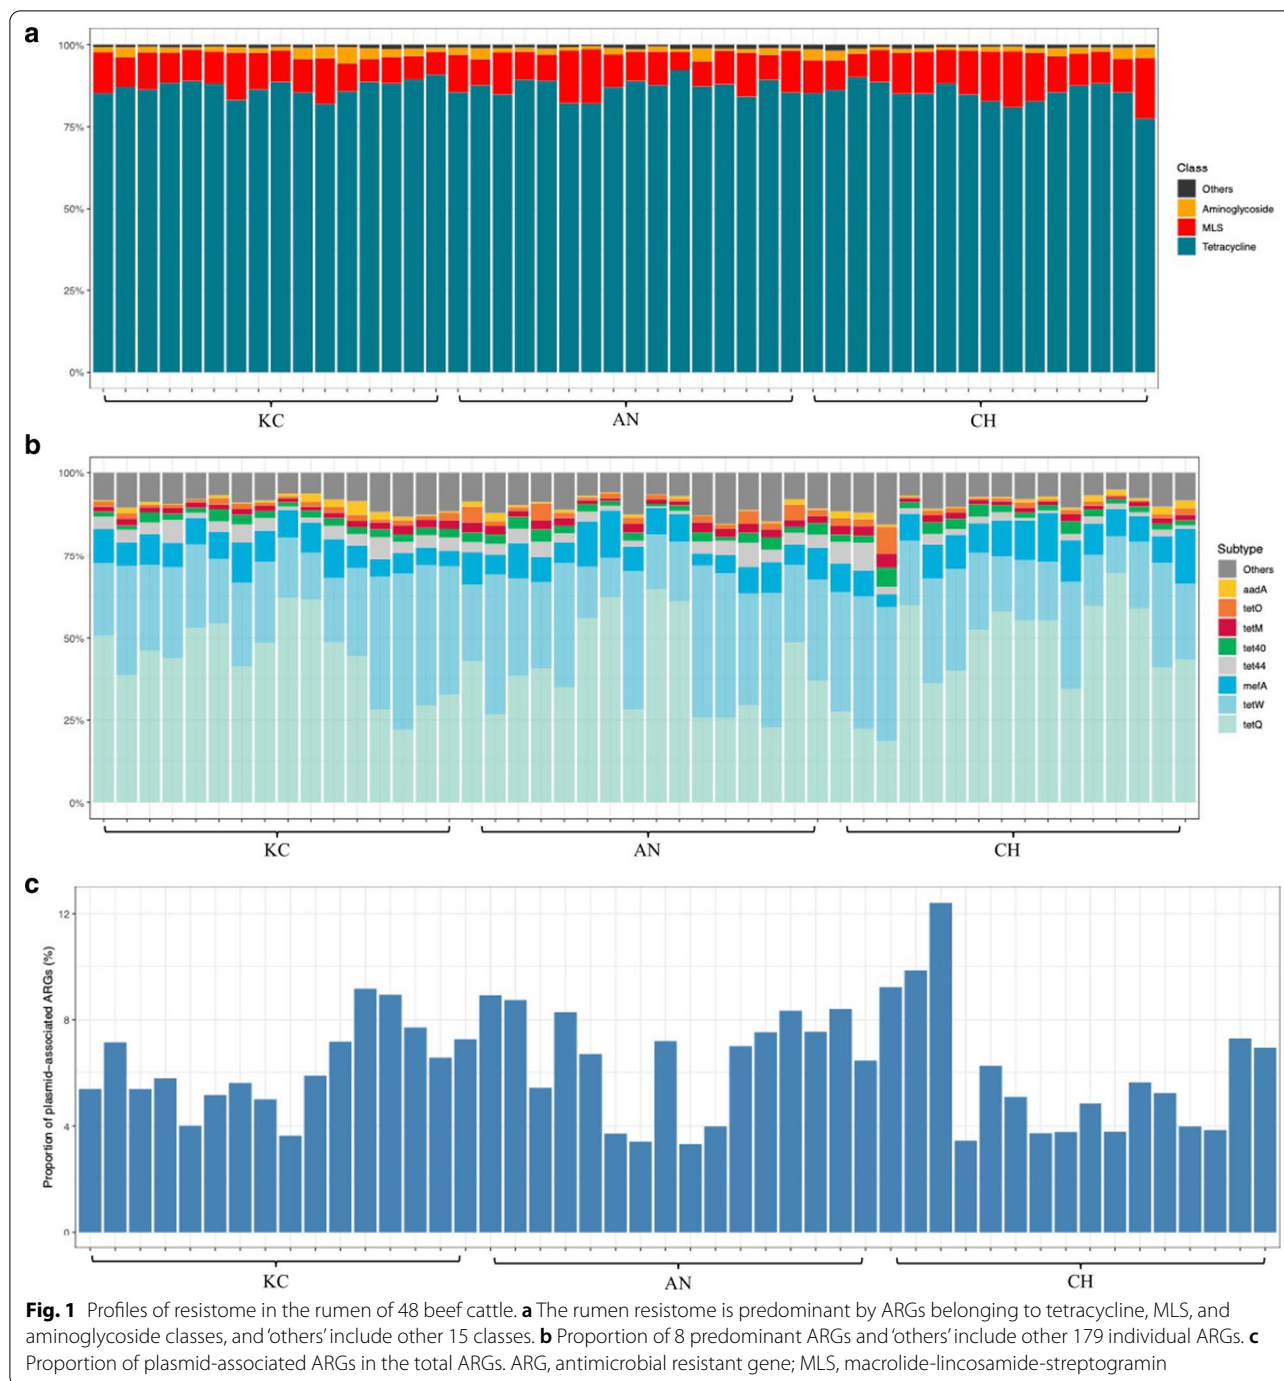 a
100%
75%
50%
25%
0%
Class
Others
Aminoglycoside
MLS
Tetracycline
KC
AN
CH
b
100%
75%
50%
25%
0%
Subtype
Others
aadA
tetO
tetM
tet40
tet44
mefA
tetW
tetQ
KC
AN
CH
c
Proportion of plasmid–associated ARGs (%)
12
8
4
0
KC
AN
CH
Fig. 1 Profiles of resistome in the rumen of 48 beef cattle. a The rumen resistome is predominant by ARGs belonging to tetracycline, MLS, and
aminoglycoside classes, and ‘others’ include other 15 classes. b Proportion of 8 predominant ARGs and ‘others’ include other 179 individual ARGs. c
Proportion of plasmid-associated ARGs in the total ARGs. ARG, antimicrobial resistant gene; MLS, macrolide-lincosamide-streptogramin